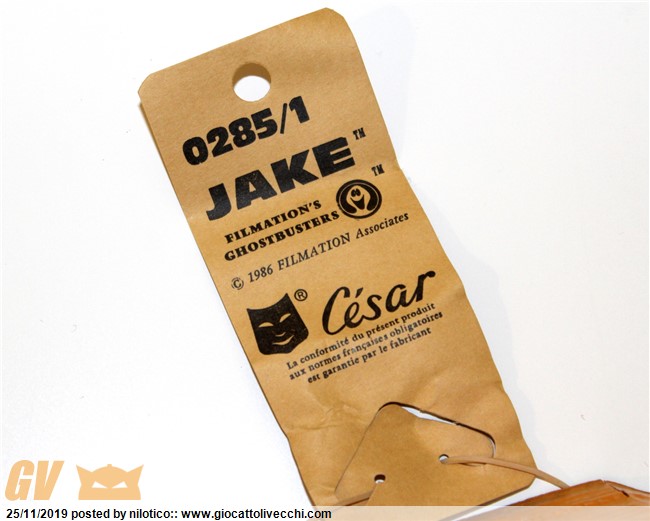 0285/1
JAKE™
FILMATION'S
GHOSTBUSTERS ™
© 1986 FILMATION Associates
® César
La conformité du présent produit
aux normes françaises obligatoires
est garantie par le fabricant
GV
25/11/2019 posted by nilotico:: www.giocattolivecchi.com